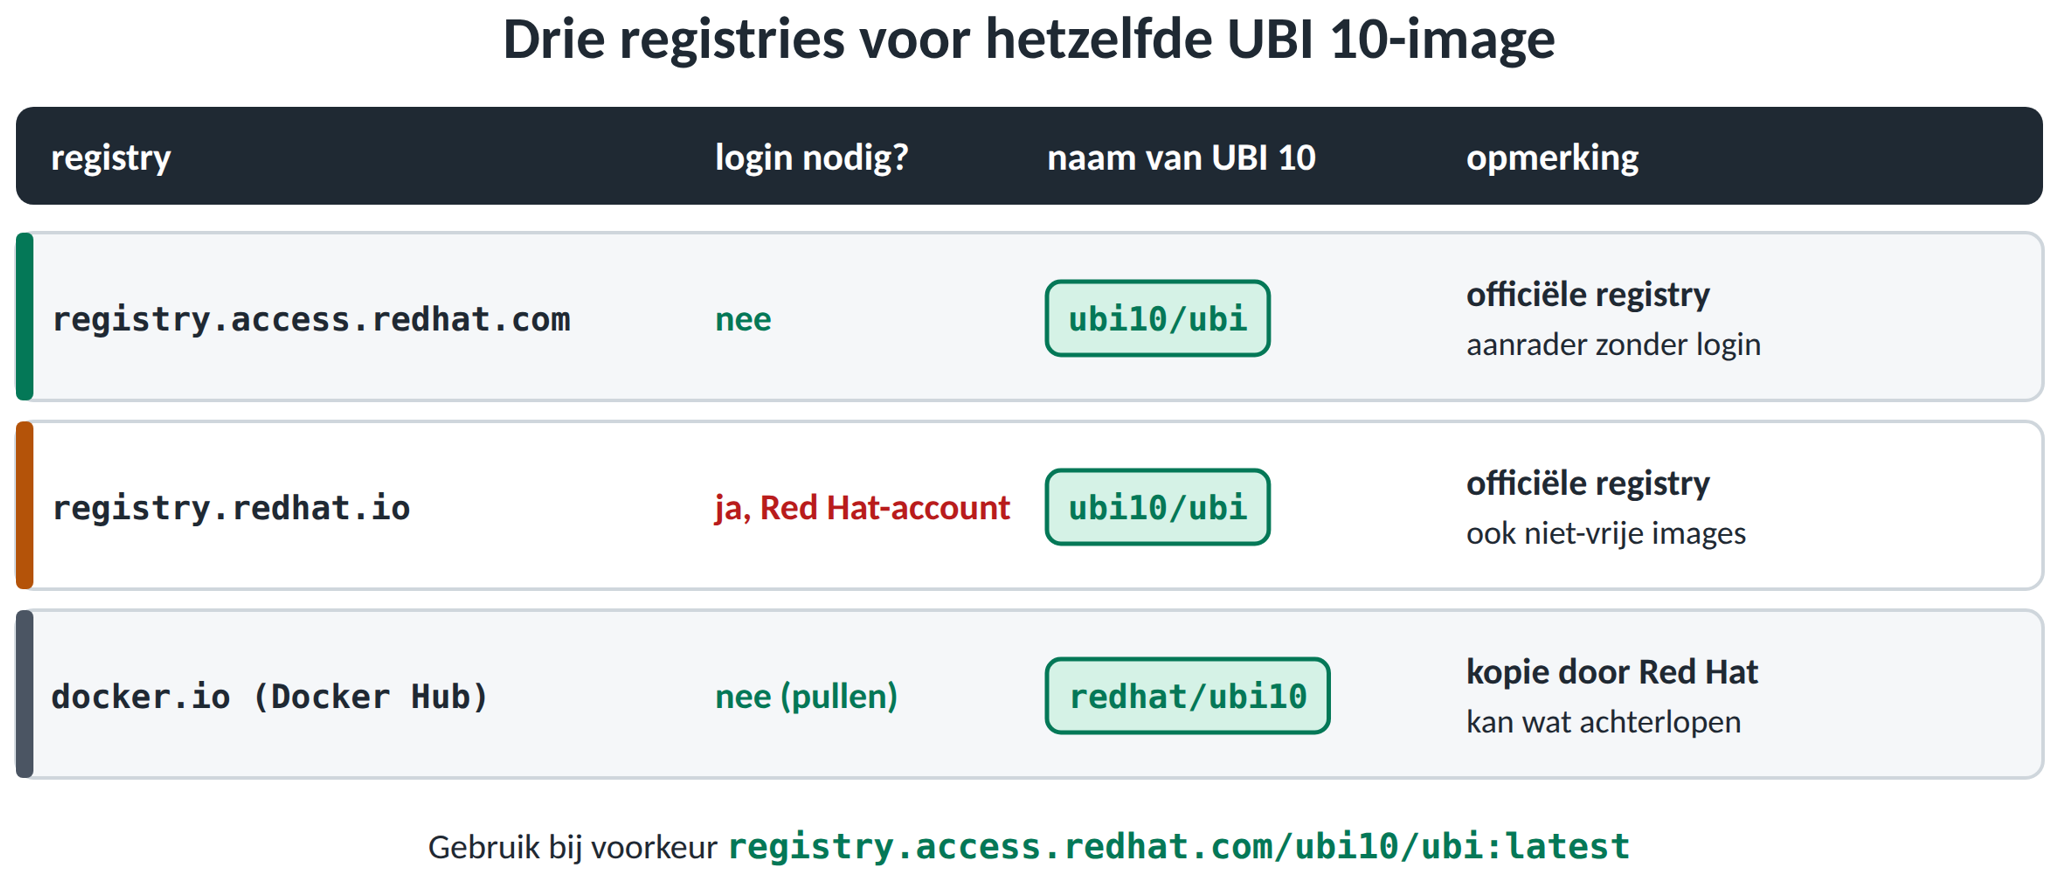 Drie registries voor hetzelfde UBI 10-image
registry login nodig? naam van UBI 10 opmerking
registry.access.redhat.com nee ubi10/ubi officiële registry
aanrader zonder login
registry.redhat.io ja, Red Hat-account ubi10/ubi officiële registry
ook niet-vrije images
docker.io (Docker Hub) nee (pullen) redhat/ubi10 kopie door Red Hat
kan wat achterlopen
Gebruik bij voorkeur registry.access.redhat.com/ubi10/ubi:latest